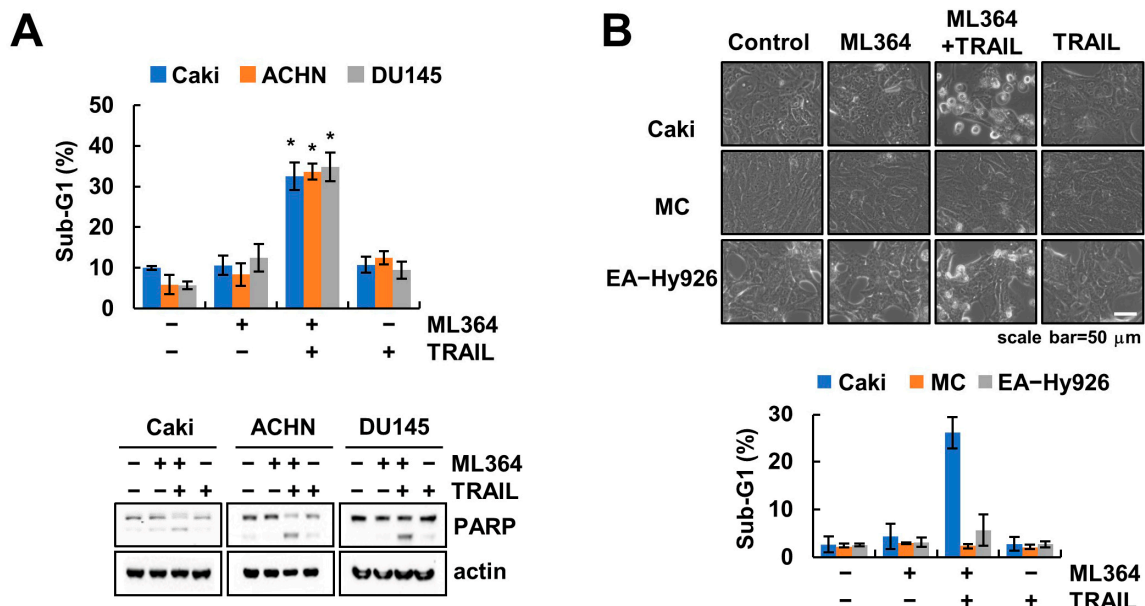 A
Caki ACHN DU145
50
40
30
20
10
0
Sub-G1 (%)
* * *
− + + − ML364
− − + + TRAIL
Caki ACHN DU145
− + + − − + + − − + + − ML364
− − + + − − + + − − + + TRAIL
PARP
actin
B
Control ML364 ML364 +TRAIL TRAIL
Caki
MC
EA−Hy926
scale bar=50 μm
Caki MC EA−Hy926
30
20
10
0
Sub-G1 (%)
− + + − ML364
− − + + TRAIL